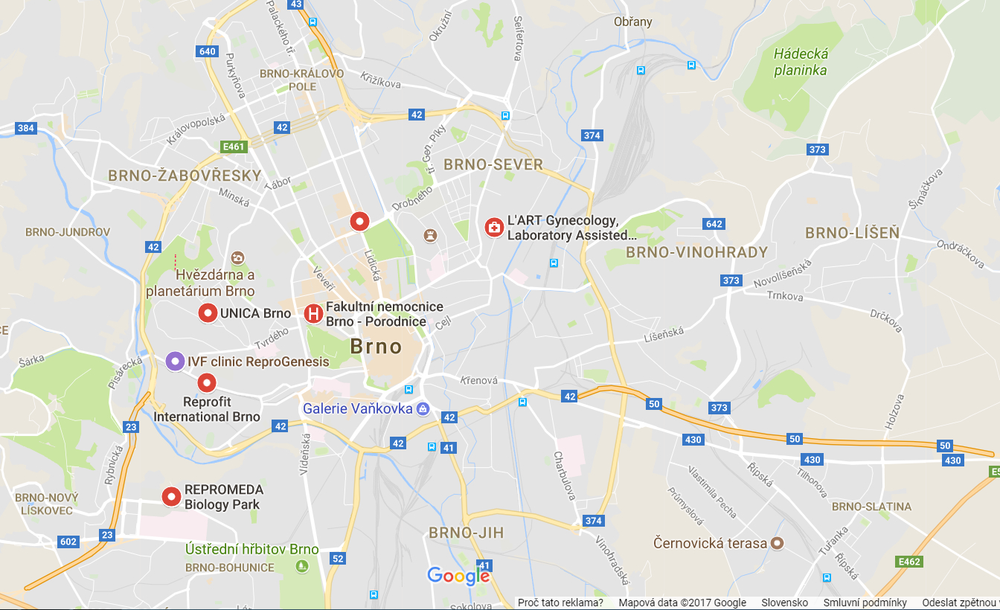 43
Obřany
Palackého tř.
Okružní
Seifertova
640
Hádecká
planinka
Purkyňova
BRNO-KRÁLOVO
POLE
Křižíkova
42
42
384
Královopolská
E461
374
373
tř. Gen. Píky
BRNO-SEVER
BRNO-ŽABOVŘESKY
Tábor
Minská
Drobného
Šimáčkova
642
L'ART Gynecology,
Laboratory Assisted...
BRNO-JUNDROV
BRNO-LÍŠEŇ
42
BRNO-VINOHRADY
Ondráčkova
Lidická
Veveří
Hvězdárna a
planetárium Brno
373
Novolíšeňská
Trnkova
UNICA Brno
Fakultní nemocnice
Brno - Porodnice
Cejl
Drčkova
CE
Tvrdého
Líšeňská
Brno
Šárka
Pisárecká
IVF clinic ReproGenesis
Křenová
Reprofit
International Brno
Galerie Vaňkovka
42
50
373
Holzova
23
42
42
42
41
50
430
50
430
430
Vídeňská
Rybnická
Charbulova
Řípská
Tilhonova
Vlastimila Pecha
Průmyslová
E5
REPROMEDA
Biology Park
BRNO-NOVÝ
LÍSKOVEC
BRNO-SLATINA
374
23
602
BRNO-JIH
Vinohradská
Černovická terasa
Tuřanka
Řípská
Ústřední hřbitov Brno
BRNO-BOHUNICE
52
41
E462
Google
Sokolova
Proč tato reklama?
Mapová data ©2017 Google
Slovensko
Smluvní podmínky
Odeslat zpětnou